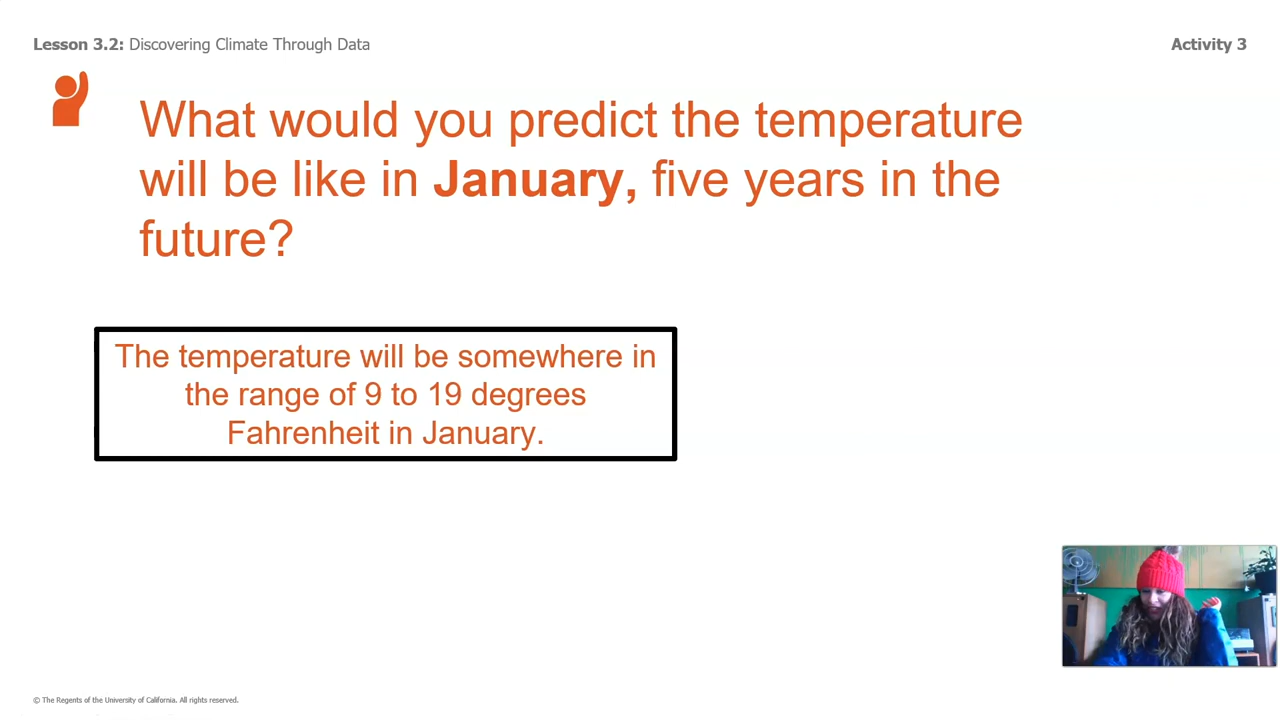 Lesson 3.2: Discovering Climate Through Data
Activity 3
What would you predict the temperature
will be like in January, five years in the
future?
The temperature will be somewhere in
the range of 9 to 19 degrees
Fahrenheit in January.
© The Regents of the University of California. All rights reserved.